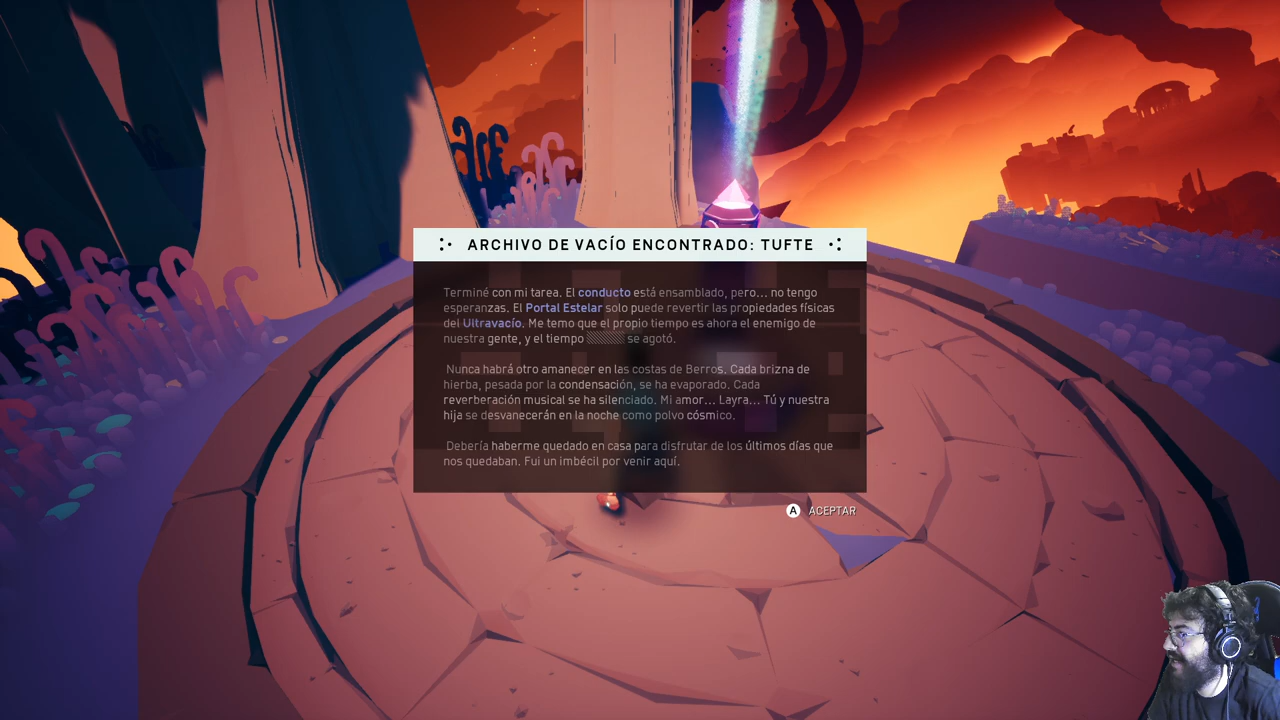 ARCHIVO DE VACÍO ENCONTRADO: TUFTE
Terminé con mi tarea. El conducto está ensamblado, pero... no tengo
esperanzas. El Portal Estelar solo puede revertir las propiedades físicas
del Ultravacío. Me temo que el propio tiempo es ahora el enemigo de
nuestra gente, y el tiempo se agotó.
Nunca habrá otro amanecer en las costas de Berros. Cada brizna de
hierba, pesada por la condensación, se ha evaporado. Cada
reverberación musical se ha silenciado. Mi amor... Layra... Tú y nuestra
hija se desvanecerán en la noche como polvo cósmico.
Debería haberme quedado en casa para disfrutar de los últimos días que
nos quedaban. Fui un imbécil por venir aquí.
A ACEPTAR